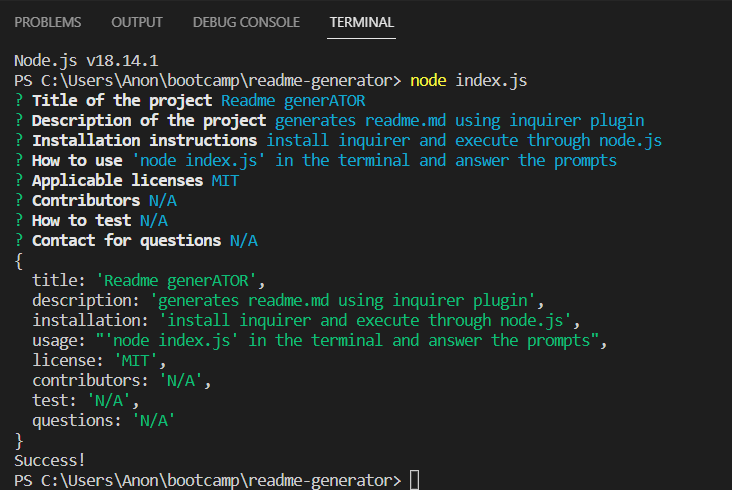 PROBLEMS OUTPUT DEBUG CONSOLE TERMINAL
Node.js v18.14.1
PS C:\Users\Anon\bootcamp\readme-generator> node index.js
? Title of the project Readme generATOR
? Description of the project generates readme.md using inquirer plugin
? Installation instructions install inquirer and execute through node.js
? How to use 'node index.js' in the terminal and answer the prompts
? Applicable licenses MIT
? Contributors N/A
? How to test N/A
? Contact for questions N/A
{
  title: 'Readme generATOR',
  description: 'generates readme.md using inquirer plugin',
  installation: 'install inquirer and execute through node.js',
  usage: "'node index.js' in the terminal and answer the prompts",
  license: 'MIT',
  contributors: 'N/A',
  test: 'N/A',
  questions: 'N/A'
}
Success!
PS C:\Users\Anon\bootcamp\readme-generator>